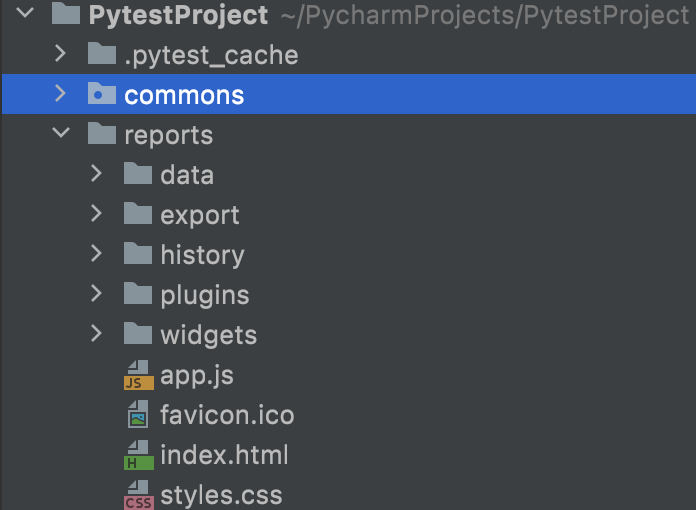 PytestProject ~/PycharmProjects/PytestProject
.pytest_cache
commons
reports
data
export
history
plugins
widgets
JS app.js
favicon.ico
H index.html
CSS styles.css